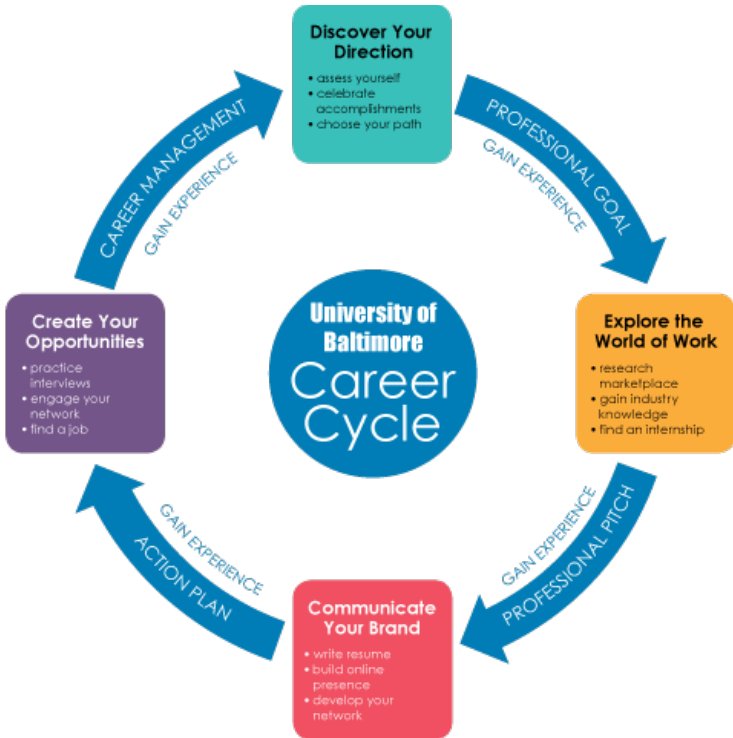 Discover Your
Direction
• assess yourself
• celebrate
accomplishments
• choose your path
PROFESSIONAL GOAL
GAIN EXPERIENCE
Explore the
World of Work
• research
marketplace
• gain industry
knowledge
• find an internship
PROFESSIONAL PITCH
GAIN EXPERIENCE
Communicate
Your Brand
• write resume
• build online
presence
• develop your
network
ACTION PLAN
GAIN EXPERIENCE
Create Your
Opportunities
• practice
interviews
• engage your
network
• find a job
CAREER MANAGEMENT
GAIN EXPERIENCE
University of
Baltimore
Career
Cycle